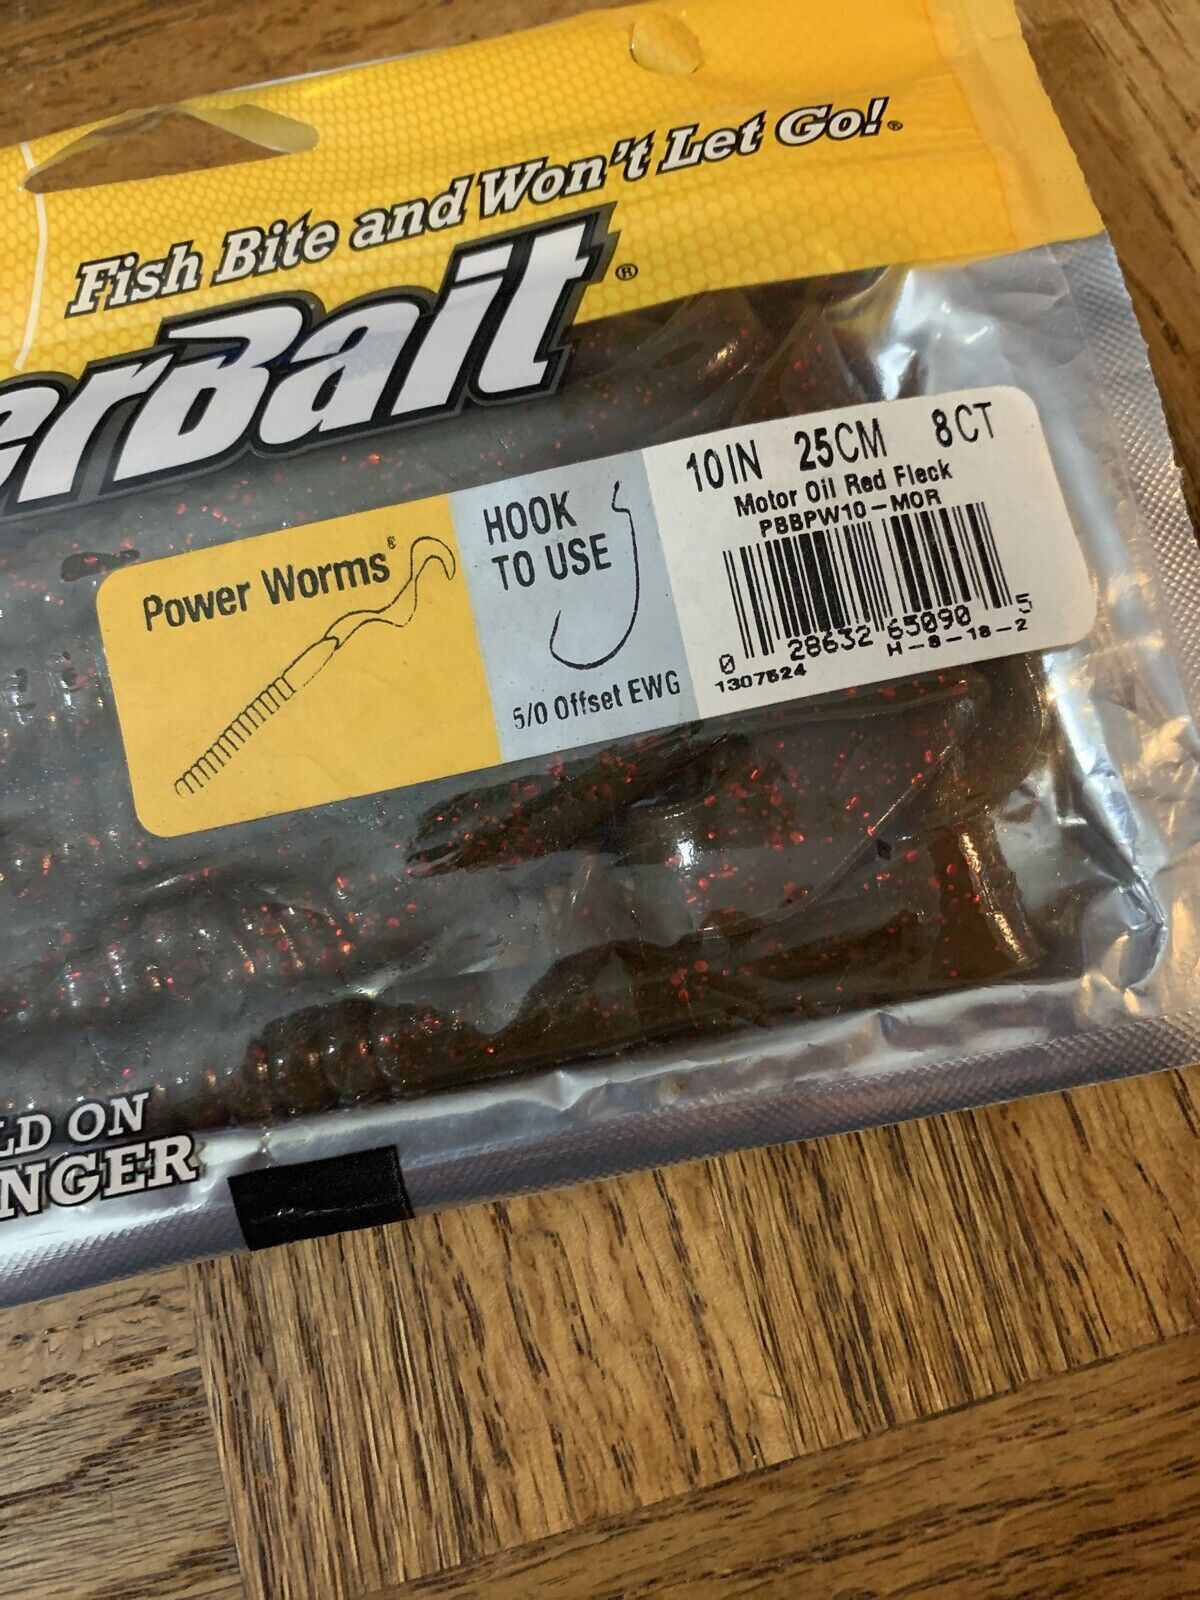 Fish Bite and Won't Let Go!®
erBait®
Power Worms®
HOOK
TO USE
5/0 Offset EWG
10IN 25CM 8CT
Motor Oil Red Fleck
PBBPW10-MOR
0 28632 65090 5
H-8-18-2
1307524
LD ON
NGER